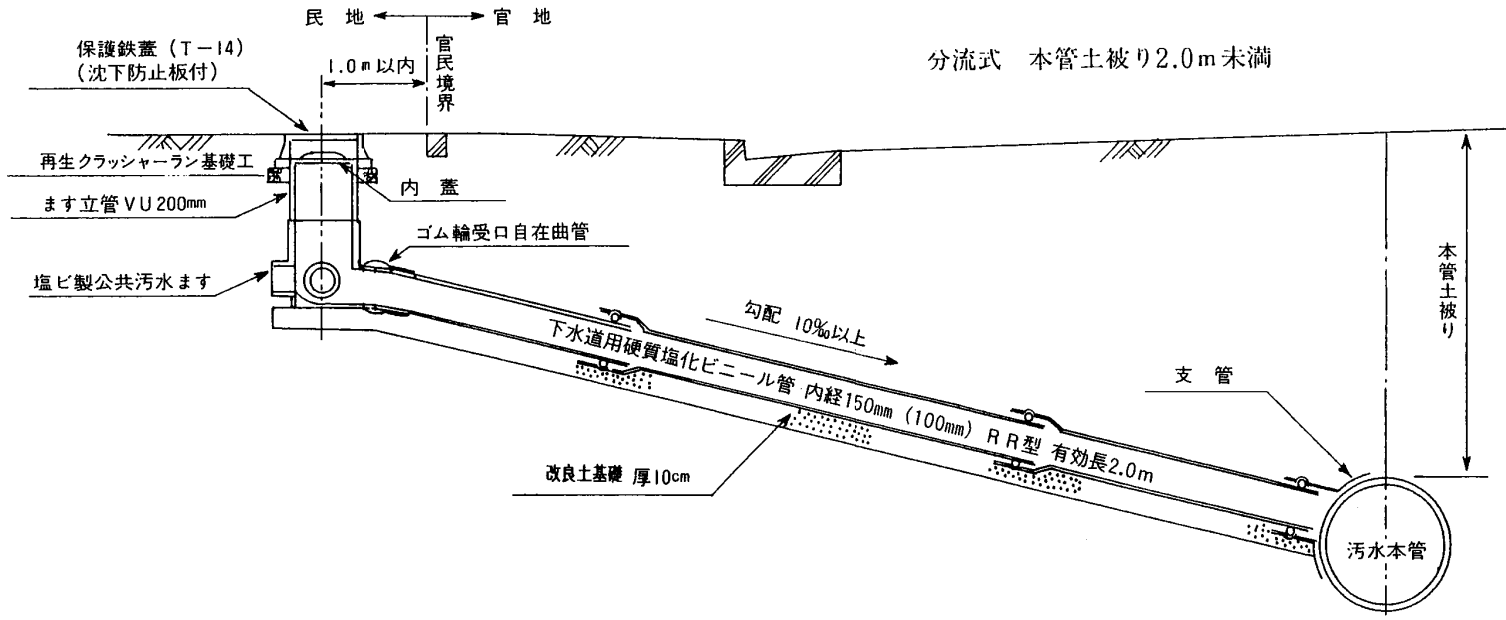 民 地
官 地
分流式 本管土被り2.0m未満
保護鉄蓋 (T-14)
(沈下防止板付)
1.0m以内
官民境界
再生クラッシャーラン基礎工
内 蓋
ます立管VU200mm
ゴム輪受口自在曲管
塩ビ製公共汚水ます
勾配 10‰以上
下水道用硬質塩化ビニール管 内経150mm (100mm) RR型 有効長2.0m
本管土被り
支 管
改良土基礎 厚10cm
汚水本管